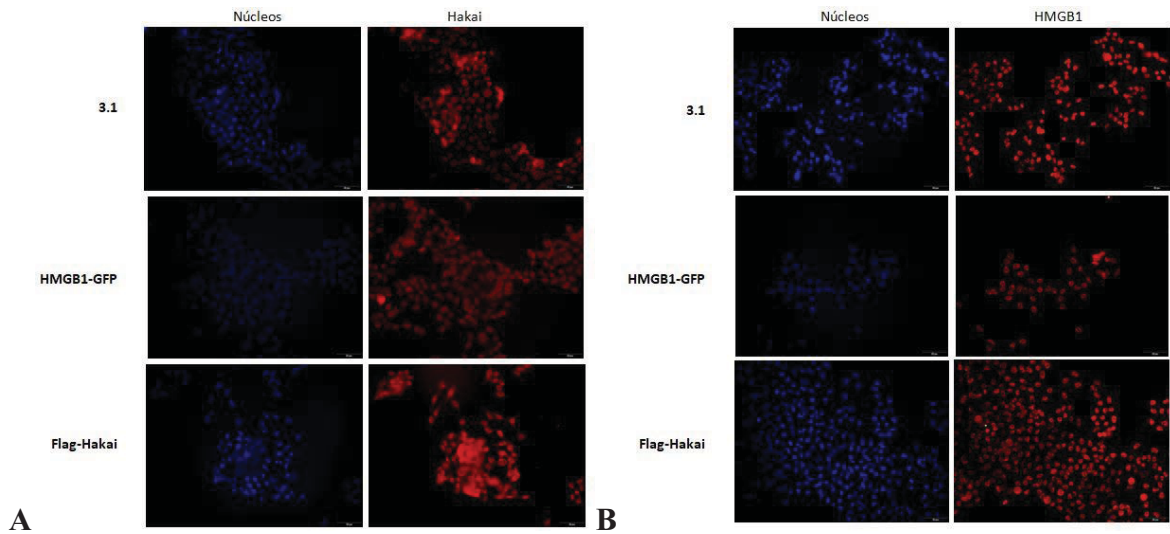 Núcleos Hakai
3.1
HMGB1-GFP
Flag-Hakai
A
Núcleos HMGB1
3.1
HMGB1-GFP
Flag-Hakai
B